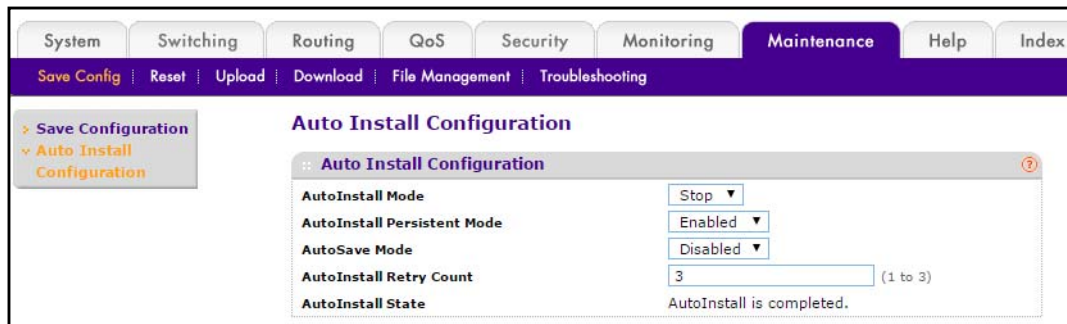 System Switching Routing QoS Security Monitoring Maintenance Help Index
Save Config Reset Upload Download File Management Troubleshooting
Save Configuration
Auto Install
Configuration
Auto Install Configuration
Auto Install Configuration ?
AutoInstall Mode Stop
AutoInstall Persistent Mode Enabled
AutoSave Mode Disabled
AutoInstall Retry Count 3 (1 to 3)
AutoInstall State AutoInstall is completed.